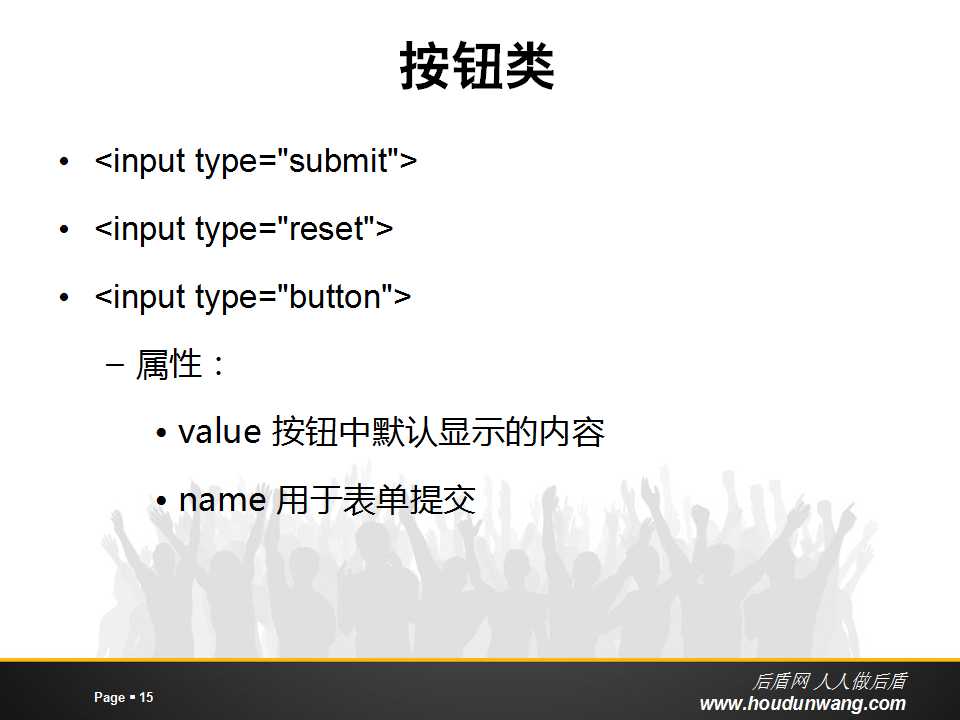 按钮类
• <input type="submit">
• <input type="reset">
• <input type="button">
– 属性：
• value 按钮中默认显示的内容
• name 用于表单提交
后盾网 人人做后盾
Page ▪ 15
www.houdunwang.com